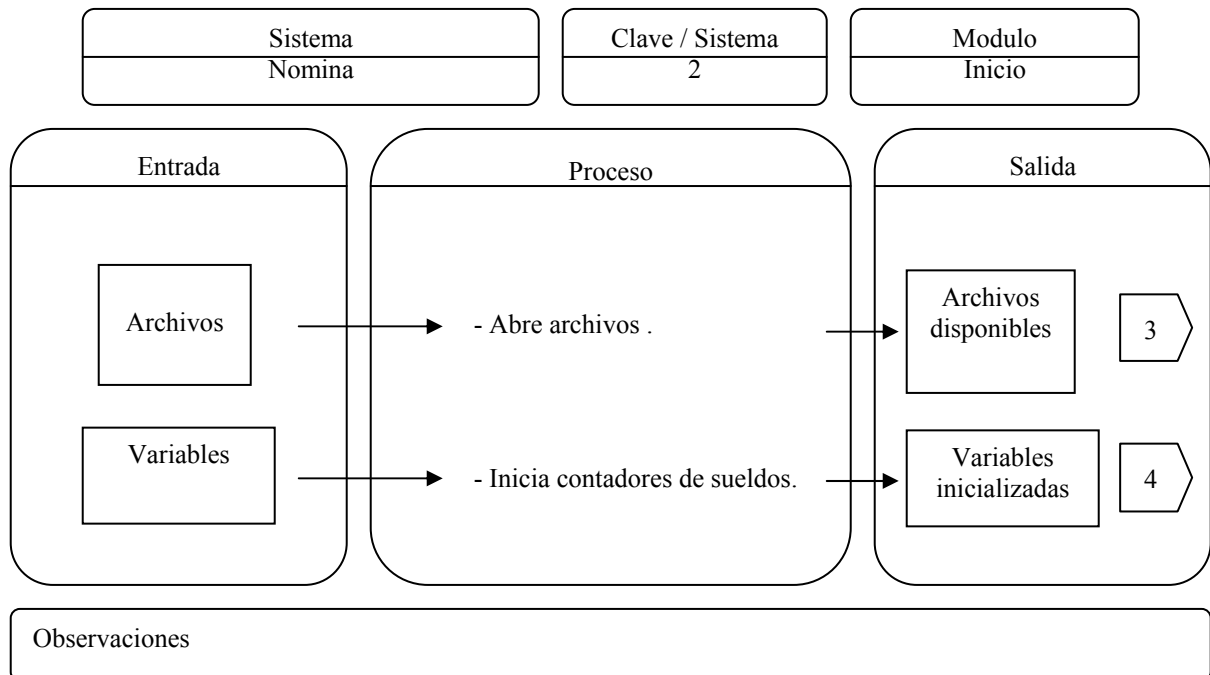 Sistema
Nomina
Clave / Sistema
2
Modulo
Inicio
Entrada
Proceso
Salida
Archivos
- Abre archivos .
Archivos
disponibles
3
Variables
- Inicia contadores de sueldos.
Variables
inicializadas
4
Observaciones